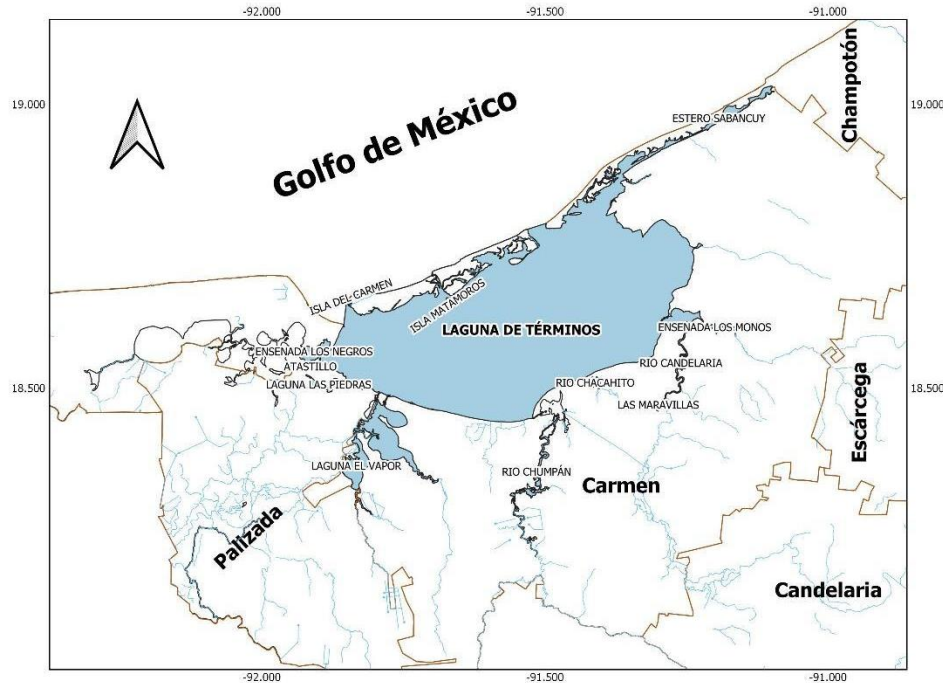 -92.000
-91.500
-91.000
19.000
19.000
Champotón
ESTERO SABANCUY
Golfo de México
ISLA DEL CARMEN
ISLA MATAMOROS
LAGUNA DE TÉRMINOS
ENSENADA LOS MONOS
ENSENADA LOS NEGROS
ATASTILLO
LAGUNA LAS PIEDRAS
RIO CANDELARIA
RIO CHACAHITO
18.500
18.500
LAS MARAVILLAS
Escárcega
LAGUNA EL VAPOR
RIO CHUMPÁN
Carmen
Palizada
Candelaria
-92.000
-91.500
-91.000